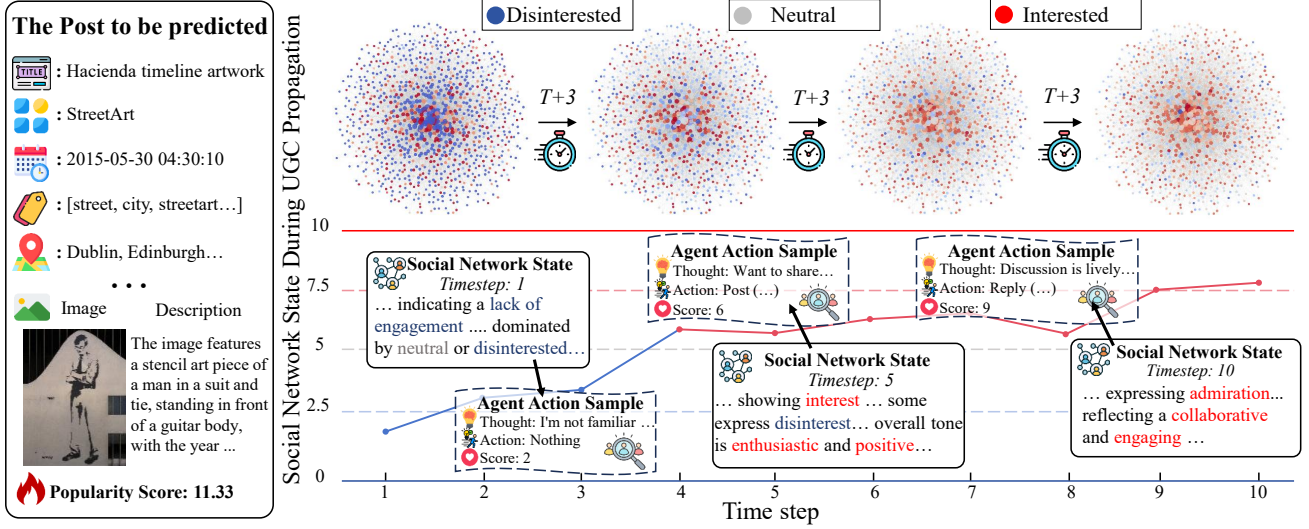 The Post to be predicted
TITLE
: Hacienda timeline artwork
: StreetArt
: 2015-05-30 04:30:10
: [street, city, streetart…]
: Dublin, Edinburgh…
…
Image
Description
The image features
a stencil art piece of
a man in a suit and
tie, standing in front
of a guitar body,
with the year ...
Popularity Score: 11.33
Social Network State During UGC Propagation
Disinterested
Neutral
Interested
T+3
T+3
T+3
10
7.5
5
2.5
0
Social Network State
Timestep: 1
… indicating a lack of
engagement .... dominated
by neutral or disinterested…
Agent Action Sample
Thought: I'm not familiar …
Action: Nothing
Score: 2
Agent Action Sample
Thought: Want to share…
Action: Post (…)
Score: 6
Social Network State
Timestep: 5
… showing interest … some
express disinterest… overall tone
is enthusiastic and positive…
Agent Action Sample
Thought: Discussion is lively…
Action: Reply (…)
Score: 9
Social Network State
Timestep: 10
… expressing admiration...
reflecting a collaborative
and engaging …
1 2 3 4 5 6 7 8 9 10
Time step